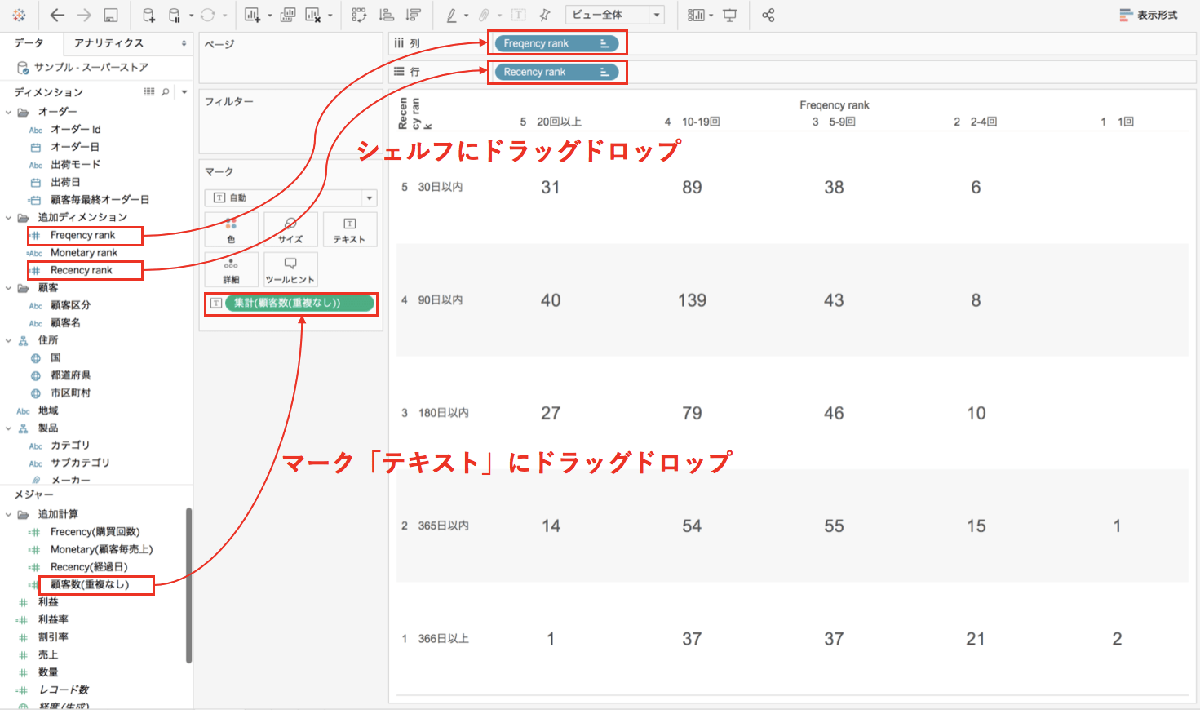 ビュー全体
表示形式
データ
アナリティクス
サンプル - スーパーストア
ディメンション
オーダー
Abc オーダー Id
オーダー日
Abc 出荷モード
出荷日
顧客毎最終オーダー日
追加ディメンション
Freqency rank
Abc Monetary rank
Recency rank
顧客
Abc 顧客区分
Abc 顧客名
住所
国
都道府県
市区町村
Abc 地域
製品
Abc カテゴリ
Abc サブカテゴリ
メーカー
メジャー
追加計算
Frecency(購買回数)
Monetary(顧客毎売上)
Recency(経過日)
顧客数(重複なし)
利益
利益率
割引率
売上
数量
レコード数
経度(生成)
ページ
フィルター
マーク
自動
色
サイズ
テキスト
詳細
ツールヒント
集計(顧客数(重複なし))
列
Freqency rank
行
Recency rank
シェルフにドラッグドロップ
マーク「テキスト」にドラッグドロップ
Freqency rank
Recen
cy ran
k
5 20回以上 4 10-19回 3 5-9回 2 2-4回 1 1回
5 30日以内 31 89 38 6
4 90日以内 40 139 43 8
3 180日以内 27 79 46 10
2 365日以内 14 54 55 15 1
1 366日以上 1 37 37 21 2